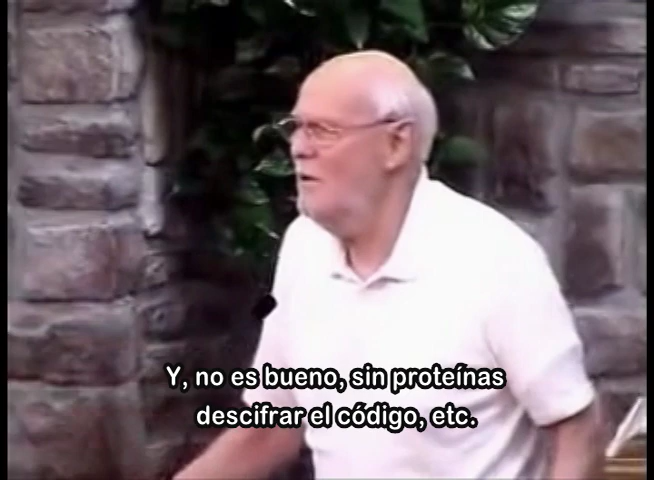 Y, no es bueno, sin proteínas
descifrar el código, etc.